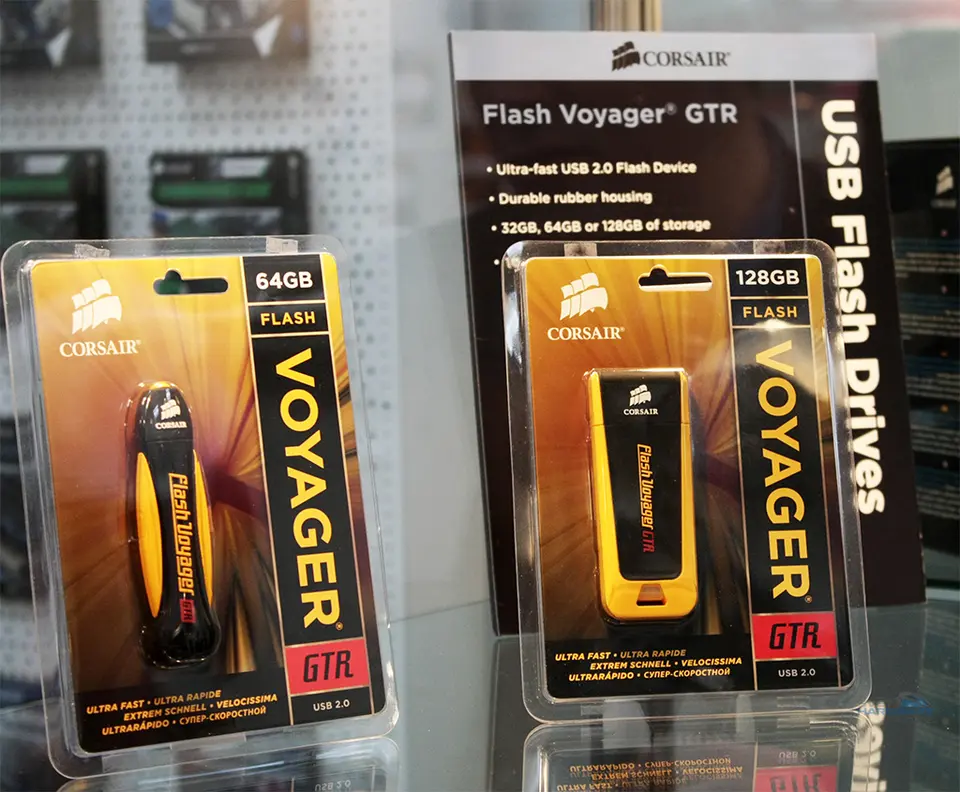 CORSAIR®
Flash Voyager® GTR
• Ultra-fast USB 2.0 Flash Device
• Durable rubber housing
• 32GB, 64GB or 128GB of storage
USB Flash Drives
CORSAIR®
64GB
FLASH
VOYAGER®
GTR
USB 2.0
CORSAIR
Flash Voyager GTR
ULTRA FAST • ULTRA RAPIDE
EXTREM SCHNELL • VELOCISSIMA
ULTRARÁPIDO • СУПЕР-СКОРОСТНОЙ
CORSAIR®
128GB
FLASH
VOYAGER®
GTR
USB 2.0
CORSAIR
Flash Voyager GTR
ULTRA FAST • ULTRA RAPIDE
EXTREM SCHNELL • VELOCISSIMA
ULTRARÁPIDO • СУПЕР-СКОРОСТНОЙ